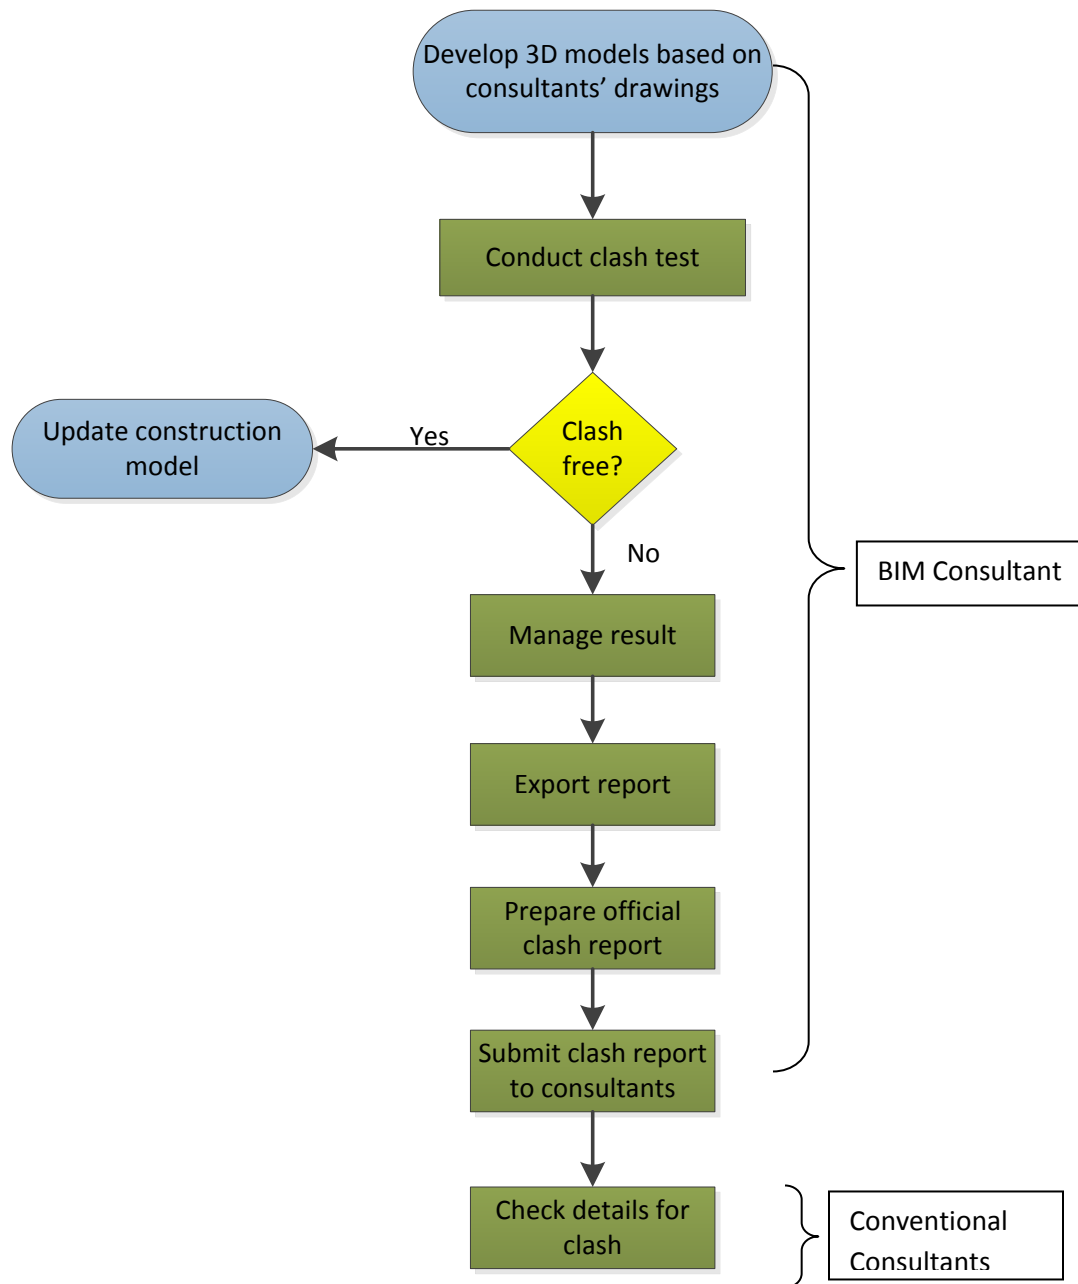 Develop 3D models based on
consultants’ drawings
Conduct clash test
Clash
free?
Yes
Update construction
model
No
BIM Consultant
Manage result
Export report
Prepare official
clash report
Submit clash report
to consultants
Check details for
clash
Conventional
Consultants